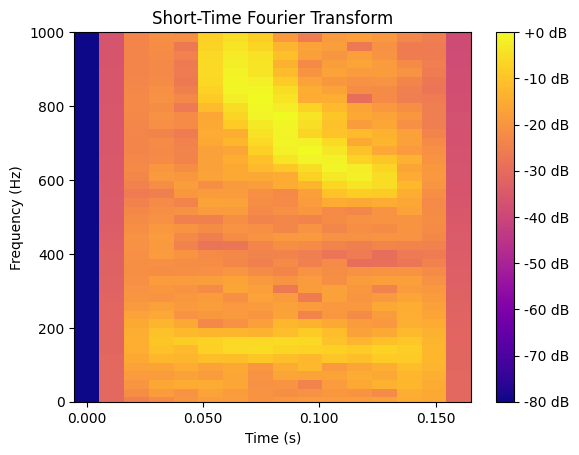 Short-Time Fourier Transform
Frequency (Hz)
1000
800
600
400
200
0
0.000
0.050
0.100
0.150
Time (s)
+0 dB
-10 dB
-20 dB
-30 dB
-40 dB
-50 dB
-60 dB
-70 dB
-80 dB